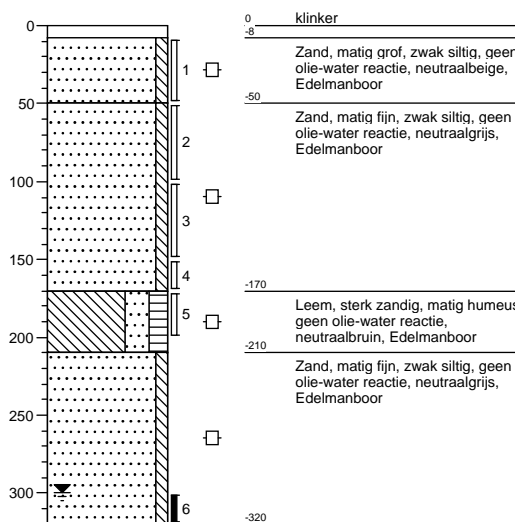 0
50
100
150
200
250
300
1
2
3
4
5
6
0
klinker
-8
Zand, matig grof, zwak siltig, geen
olie-water reactie, neutraalbeige,
Edelmanboor
-50
Zand, matig fijn, zwak siltig, geen
olie-water reactie, neutraalgrijs,
Edelmanboor
-170
Leem, sterk zandig, matig humeus,
geen olie-water reactie,
neutraalbruin, Edelmanboor
-210
Zand, matig fijn, zwak siltig, geen
olie-water reactie, neutraalgrijs,
Edelmanboor
-320